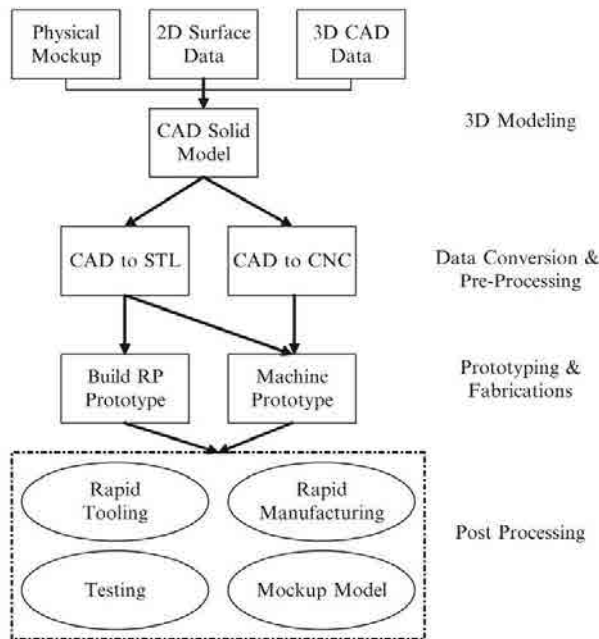 Physical
Mockup
2D Surface
Data
3D CAD
Data
CAD Solid
Model
3D Modeling
CAD to STL
CAD to CNC
Data Conversion &
Pre-Processing
Build RP
Prototype
Machine
Prototype
Prototyping &
Fabrications
Rapid
Tooling
Rapid
Manufacturing
Testing
Mockup Model
Post Processing